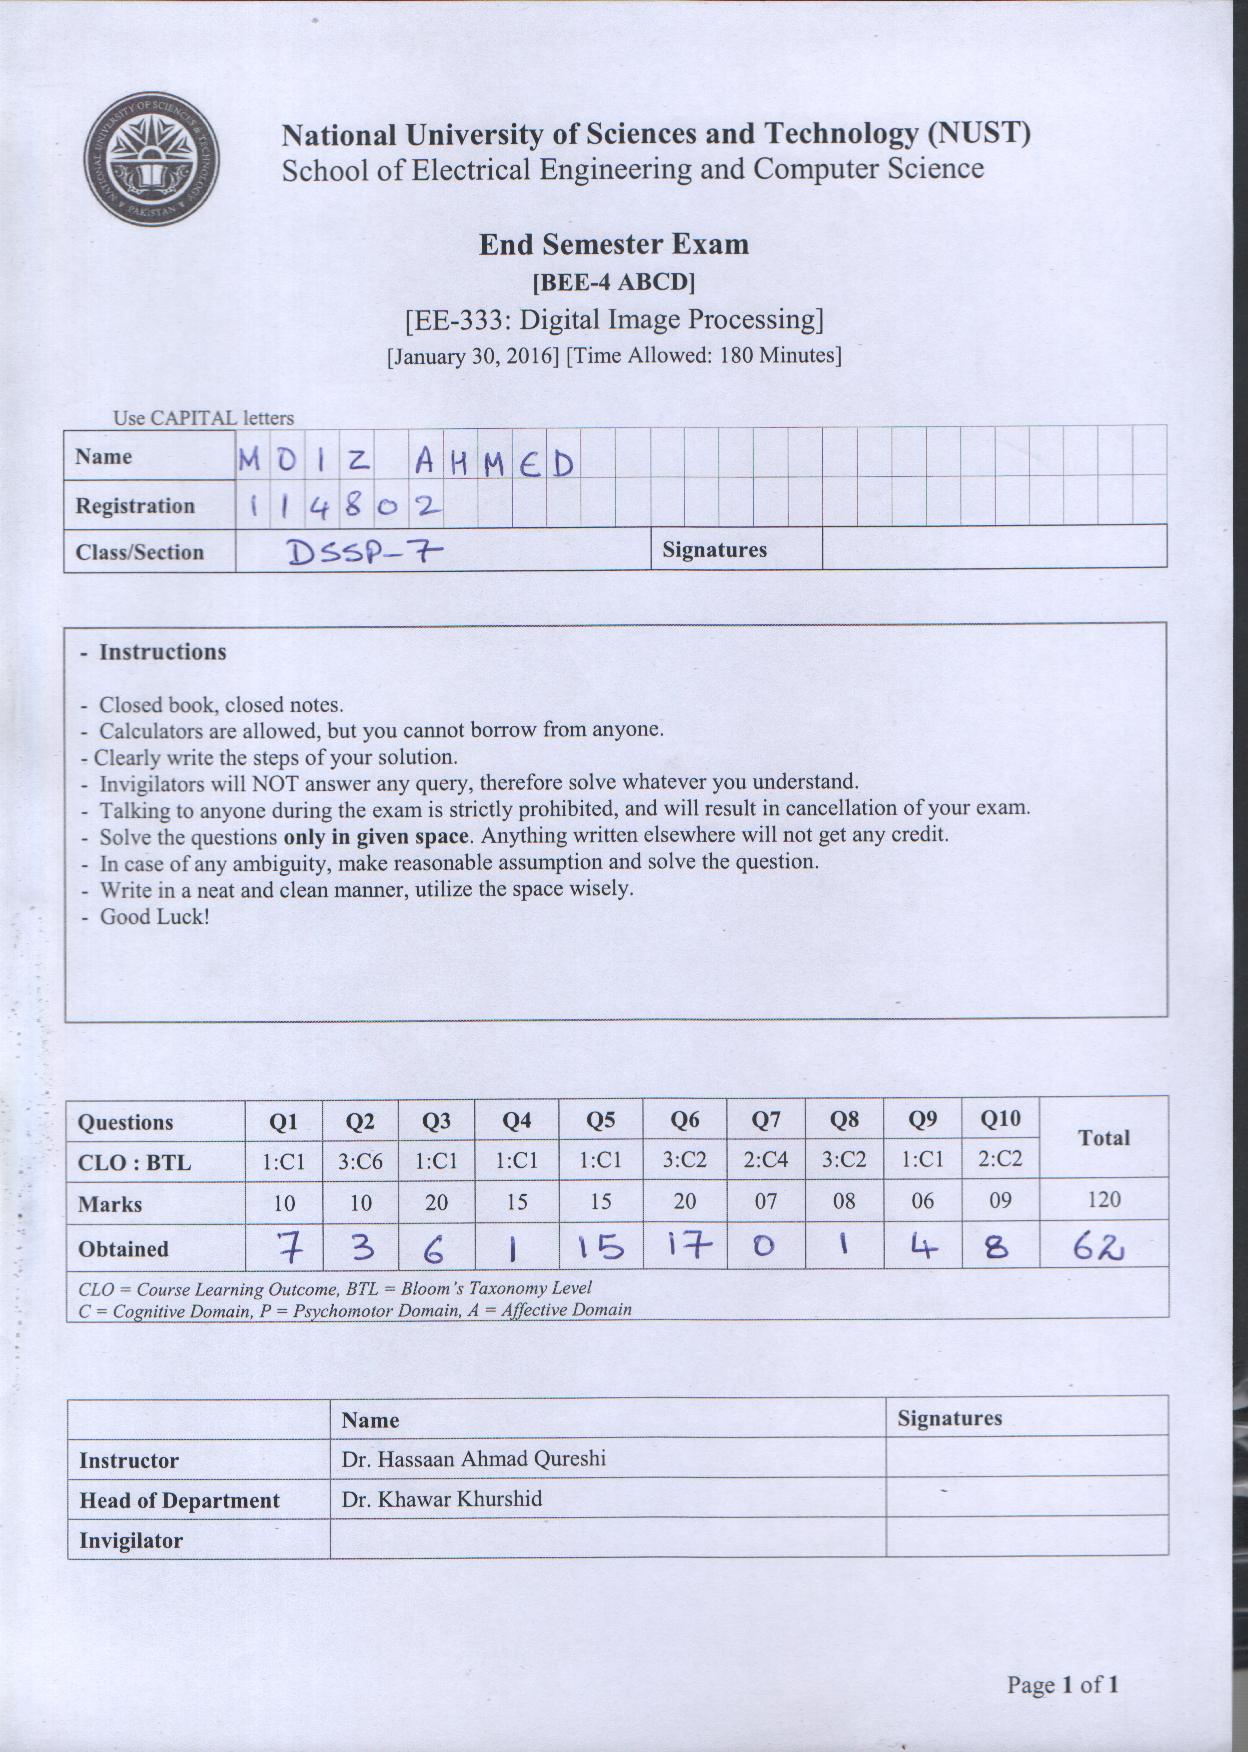 NATIONAL UNIVERSITY OF SCIENCES & TECHNOLOGY
PAKISTAN
National University of Sciences and Technology (NUST)
School of Electrical Engineering and Computer Science
End Semester Exam
[BEE-4 ABCD]
[EE-333: Digital Image Processing]
[January 30, 2016] [Time Allowed: 180 Minutes]
Use CAPITAL letters
Name MOIZ AHMED
Registration 114802
Class/Section DSSP-7 Signatures
- Instructions
- Closed book, closed notes.
- Calculators are allowed, but you cannot borrow from anyone.
- Clearly write the steps of your solution.
- Invigilators will NOT answer any query, therefore solve whatever you understand.
- Talking to anyone during the exam is strictly prohibited, and will result in cancellation of your exam.
- Solve the questions only in given space. Anything written elsewhere will not get any credit.
- In case of any ambiguity, make reasonable assumption and solve the question.
- Write in a neat and clean manner, utilize the space wisely.
- Good Luck!
Questions Q1 Q2 Q3 Q4 Q5 Q6 Q7 Q8 Q9 Q10 Total
CLO : BTL 1:C1 3:C6 1:C1 1:C1 1:C1 3:C2 2:C4 3:C2 1:C1 2:C2
Marks 10 10 20 15 15 20 07 08 06 09 120
Obtained 7 3 6 1 15 17 0 1 4 8 62
CLO = Course Learning Outcome, BTL = Bloom's Taxonomy Level
C = Cognitive Domain, P = Psychomotor Domain, A = Affective Domain
Name Signatures
Instructor Dr. Hassaan Ahmad Qureshi
Head of Department Dr. Khawar Khurshid
Invigilator
Page 1 of 1